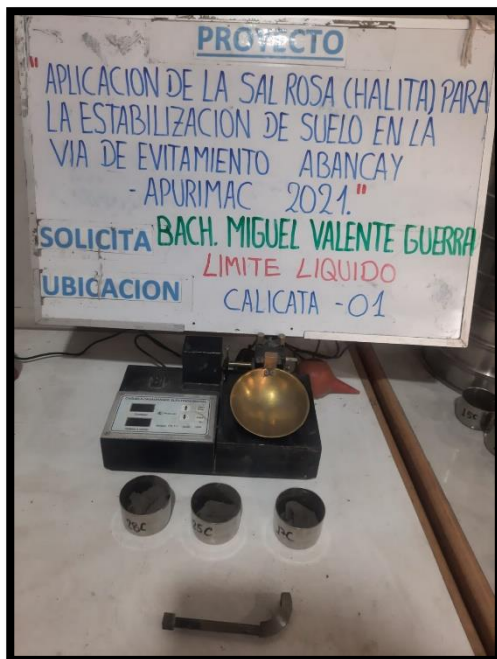 PROYECTO
"APLICACION DE LA SAL ROSA (HALITA) PARA
LA ESTABILIZACION DE SUELO EN LA
VIA DE EVITAMIENTO ABANCAY
- APURIMAC 2021."
SOLICITA BACH. MIGUEL VALENTE GUERRA
LIMITE LIQUIDO
UBICACION CALICATA -01